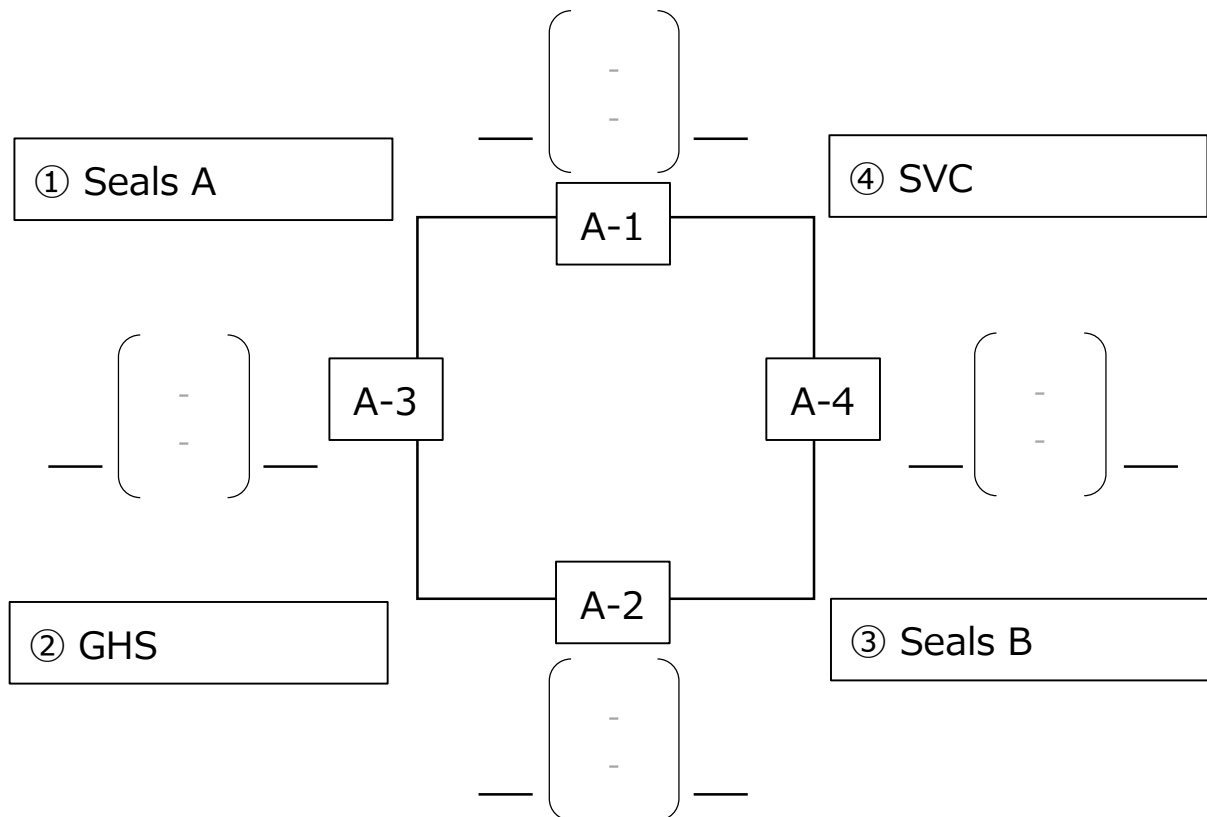 -
-
① Seals A
④ SVC
A-1
-
-
A-3
A-4
-
-
A-2
② GHS
③ Seals B
-
-